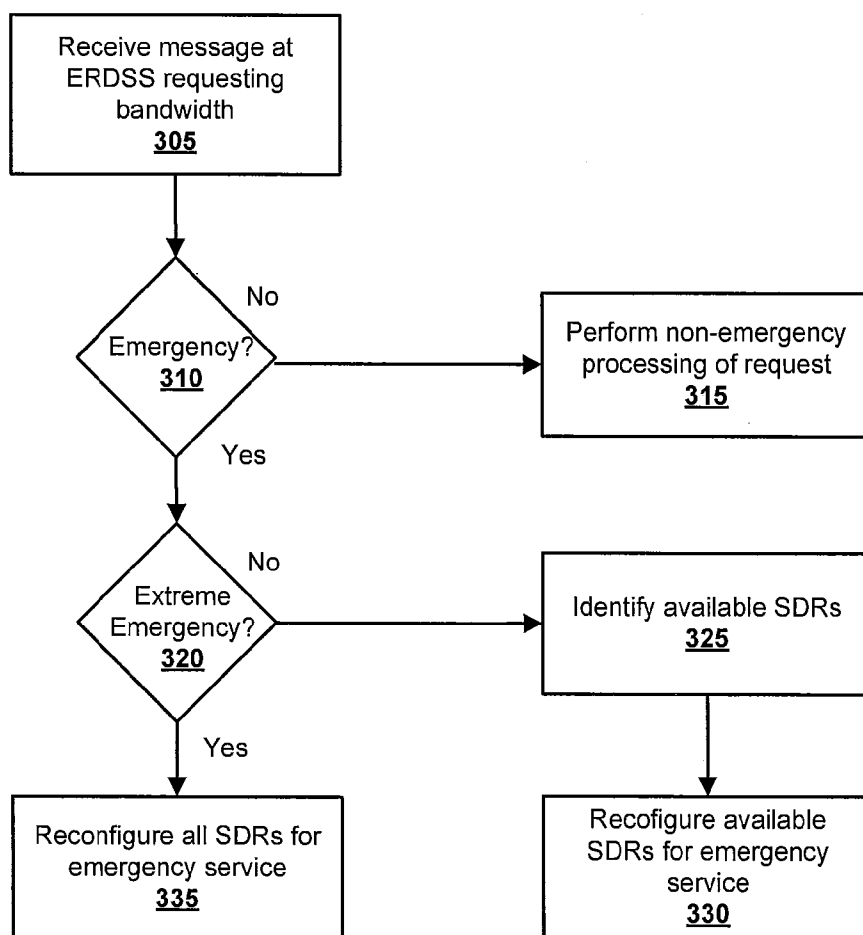 Receive message at
ERDSS requesting
bandwidth
305
No
Emergency?
310
Perform non-emergency
processing of request
315
Yes
No
Extreme
Emergency?
320
Identify available SDRs
325
Yes
Reconfigure all SDRs for
emergency service
335
Recofigure available
SDRs for emergency
service
330